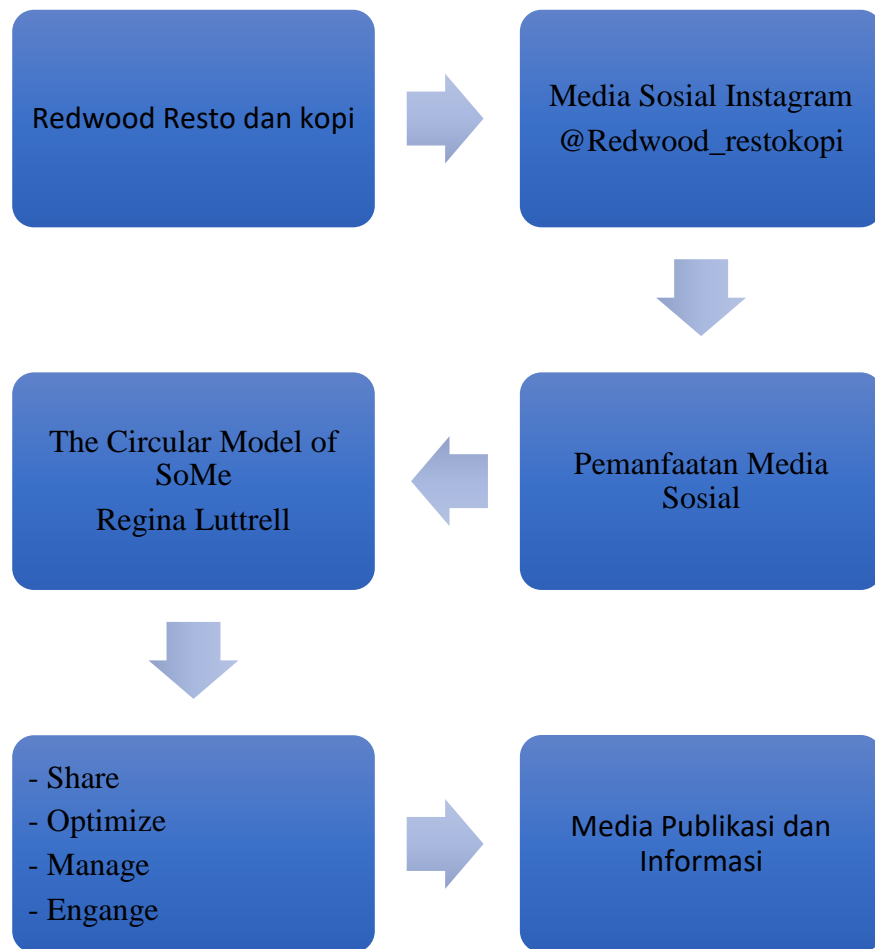 Redwood Resto dan kopi
Media Sosial Instagram
@Redwood_restokopi
Pemanfaatan Media
Sosial
The Circular Model of
SoMe
Regina Luttrell
- Share
- Optimize
- Manage
- Engange
Media Publikasi dan
Informasi